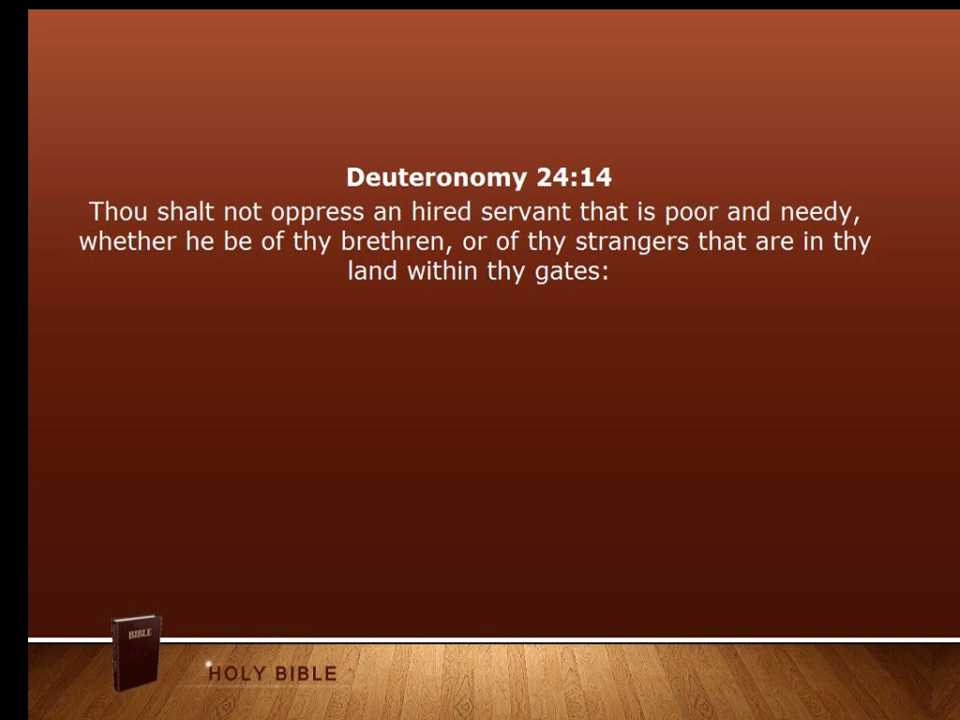 Deuteronomy 24:14
Thou shalt not oppress an hired servant that is poor and needy,
whether he be of thy brethren, or of thy strangers that are in thy
land within thy gates:
BIBLE
HOLY BIBLE